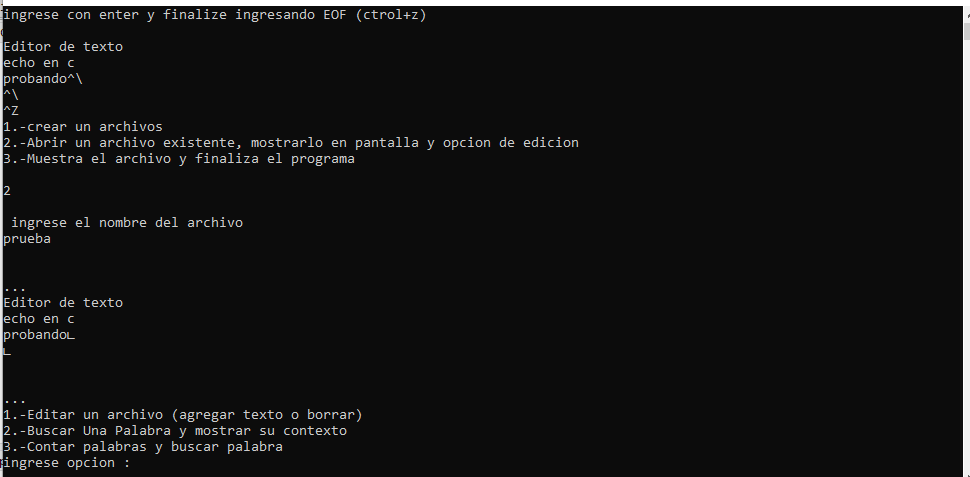 ingrese con enter y finalize ingresando EOF (ctrol+z)
Editor de texto
echo en c
probando^\
^\
^Z
1.-crear un archivos
2.-Abrir un archivo existente, mostrarlo en pantalla y opcion de edicion
3.-Muestra el archivo y finaliza el programa
2
ingrese el nombre del archivo
prueba
...
Editor de texto
echo en c
probando∟
∟
...
1.-Editar un archivo (agregar texto o borrar)
2.-Buscar Una Palabra y mostrar su contexto
3.-Contar palabras y buscar palabra
ingrese opcion :